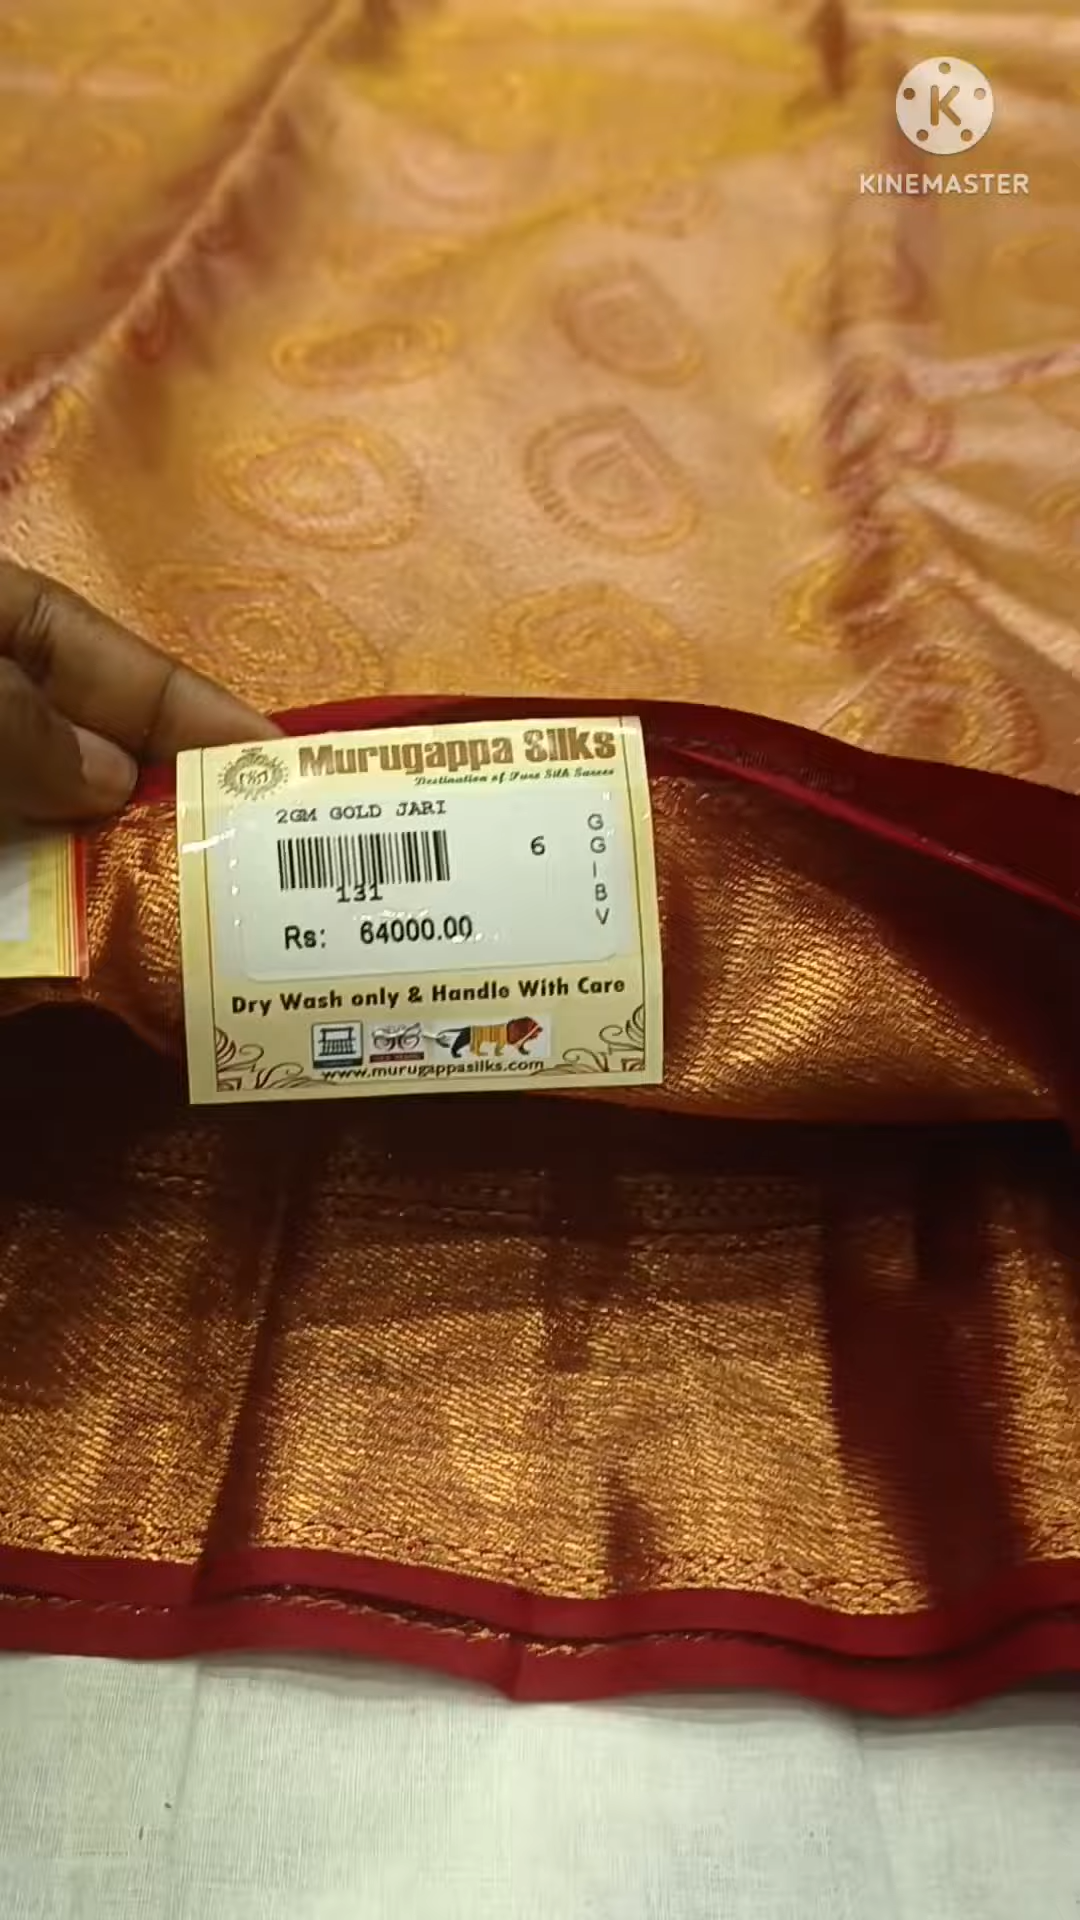 K
KINEMASTER
Murugappa Silks
Destination of Pure Silk Sarees
2GM GOLD JARI
6
G
G
I
B
V
131
Rs: 64000.00
Dry Wash only & Handle With Care
www.murugappasilks.com